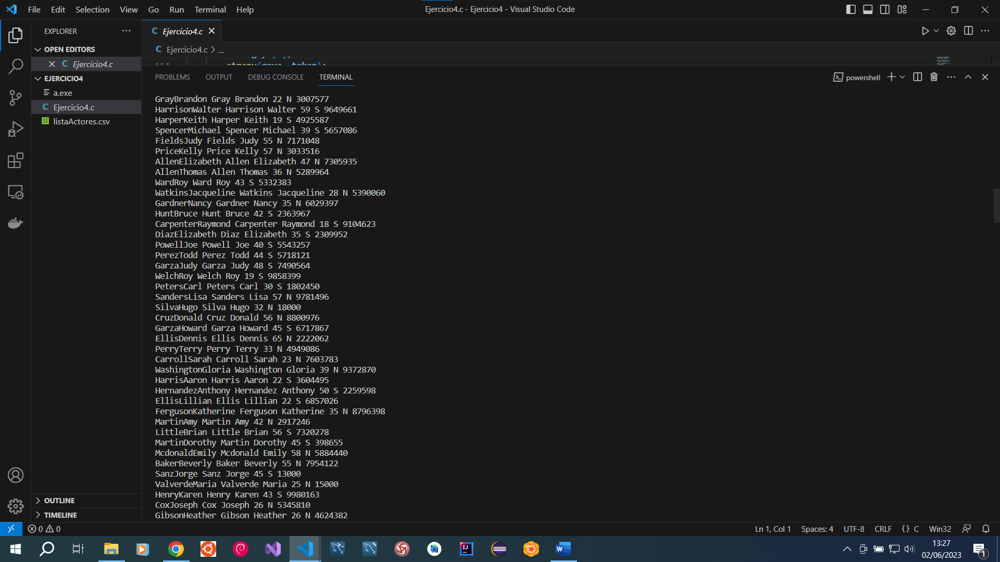 File Edit Selection View Go Run Terminal Help
Ejercicio4.c - Ejercicio4 - Visual Studio Code
EXPLORER
OPEN EDITORS
Ejercicio4.c
EJERCICIO4
a.exe
Ejercicio4.c
listaActores.csv
OUTLINE
TIMELINE
Ejercicio4.c
Ejercicio4.c > ...
PROBLEMS OUTPUT DEBUG CONSOLE TERMINAL
powershell
GrayBrandon Gray Brandon 22 N 3007577
HarrisonWalter Harrison Walter 59 S 9649661
HarperKeith Harper Keith 19 S 4925587
SpencerMichael Spencer Michael 39 S 5657086
FieldsJudy Fields Judy 55 N 7171048
PriceKelly Price Kelly 57 N 3033516
AllenElizabeth Allen Elizabeth 47 N 7305935
AllenThomas Allen Thomas 36 N 5289964
WardRoy Ward Roy 43 S 5332383
WatkinsJacqueline Watkins Jacqueline 28 N 5390060
GardnerNancy Gardner Nancy 35 N 6029397
HuntBruce Hunt Bruce 42 S 2363967
CarpenterRaymond Carpenter Raymond 18 S 9104623
DiazElizabeth Diaz Elizabeth 35 S 2309952
PowellJoe Powell Joe 40 S 5543257
PerezTodd Perez Todd 44 S 5718121
GarzaJudy Garza Judy 48 S 7490564
WelchRoy Welch Roy 19 S 9858399
PetersCarl Peters Carl 30 S 1802450
SandersLisa Sanders Lisa 57 N 9781496
SilvaHugo Silva Hugo 32 N 18000
CruzDonald Cruz Donald 56 N 8800976
GarzaHoward Garza Howard 45 S 6717867
EllisDennis Ellis Dennis 65 N 2222062
PerryTerry Perry Terry 33 N 4949086
CarrollSarah Carroll Sarah 23 N 7603783
WashingtonGloria Washington Gloria 39 N 9372870
HarrisAaron Harris Aaron 22 S 3604495
HernandezAnthony Hernandez Anthony 50 S 2259598
EllisLillian Ellis Lillian 22 S 6857026
FergusonKatherine Ferguson Katherine 35 N 8796398
MartinAmy Martin Amy 42 N 2917246
LittleBrian Little Brian 56 S 7320278
MartinDorothy Martin Dorothy 45 S 398655
McdonaldEmily Mcdonald Emily 58 N 5884440
BakerBeverly Baker Beverly 55 N 7954122
SanzJorge Sanz Jorge 45 S 13000
ValverdeMaria Valverde Maria 25 N 15000
HenryKaren Henry Karen 43 S 9980163
CoxJoseph Cox Joseph 26 N 5345810
GibsonHeather Gibson Heather 26 N 4624382
0 0
Ln 1, Col 1 Spaces: 4 UTF-8 CRLF {} C Win32
13:27
02/06/2023
1